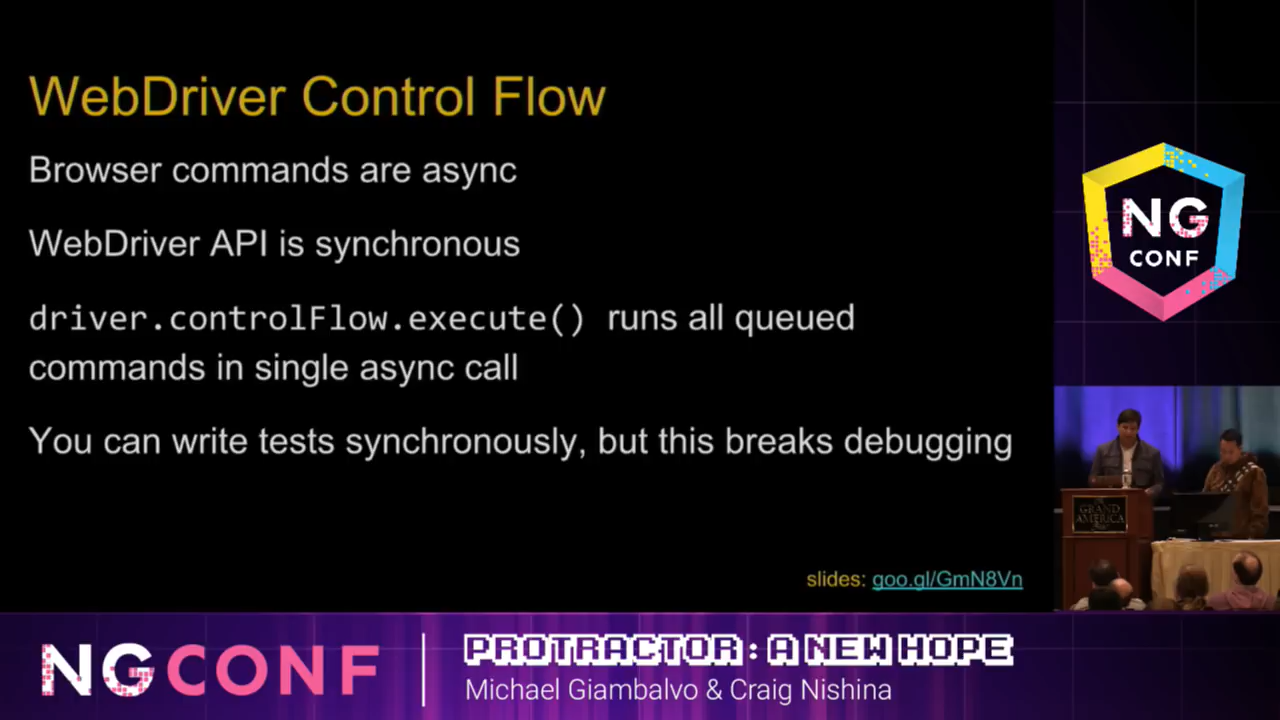 WebDriver Control Flow
Browser commands are async
WebDriver API is synchronous
driver.controlFlow.execute() runs all queued
commands in single async call
You can write tests synchronously, but this breaks debugging
slides: goo.gl/GmN8Vn
NG
CONF
GRAND
AMERICA
NGCONF
PROTRACTOR: A NEW HOPE
Michael Giambalvo & Craig Nishina